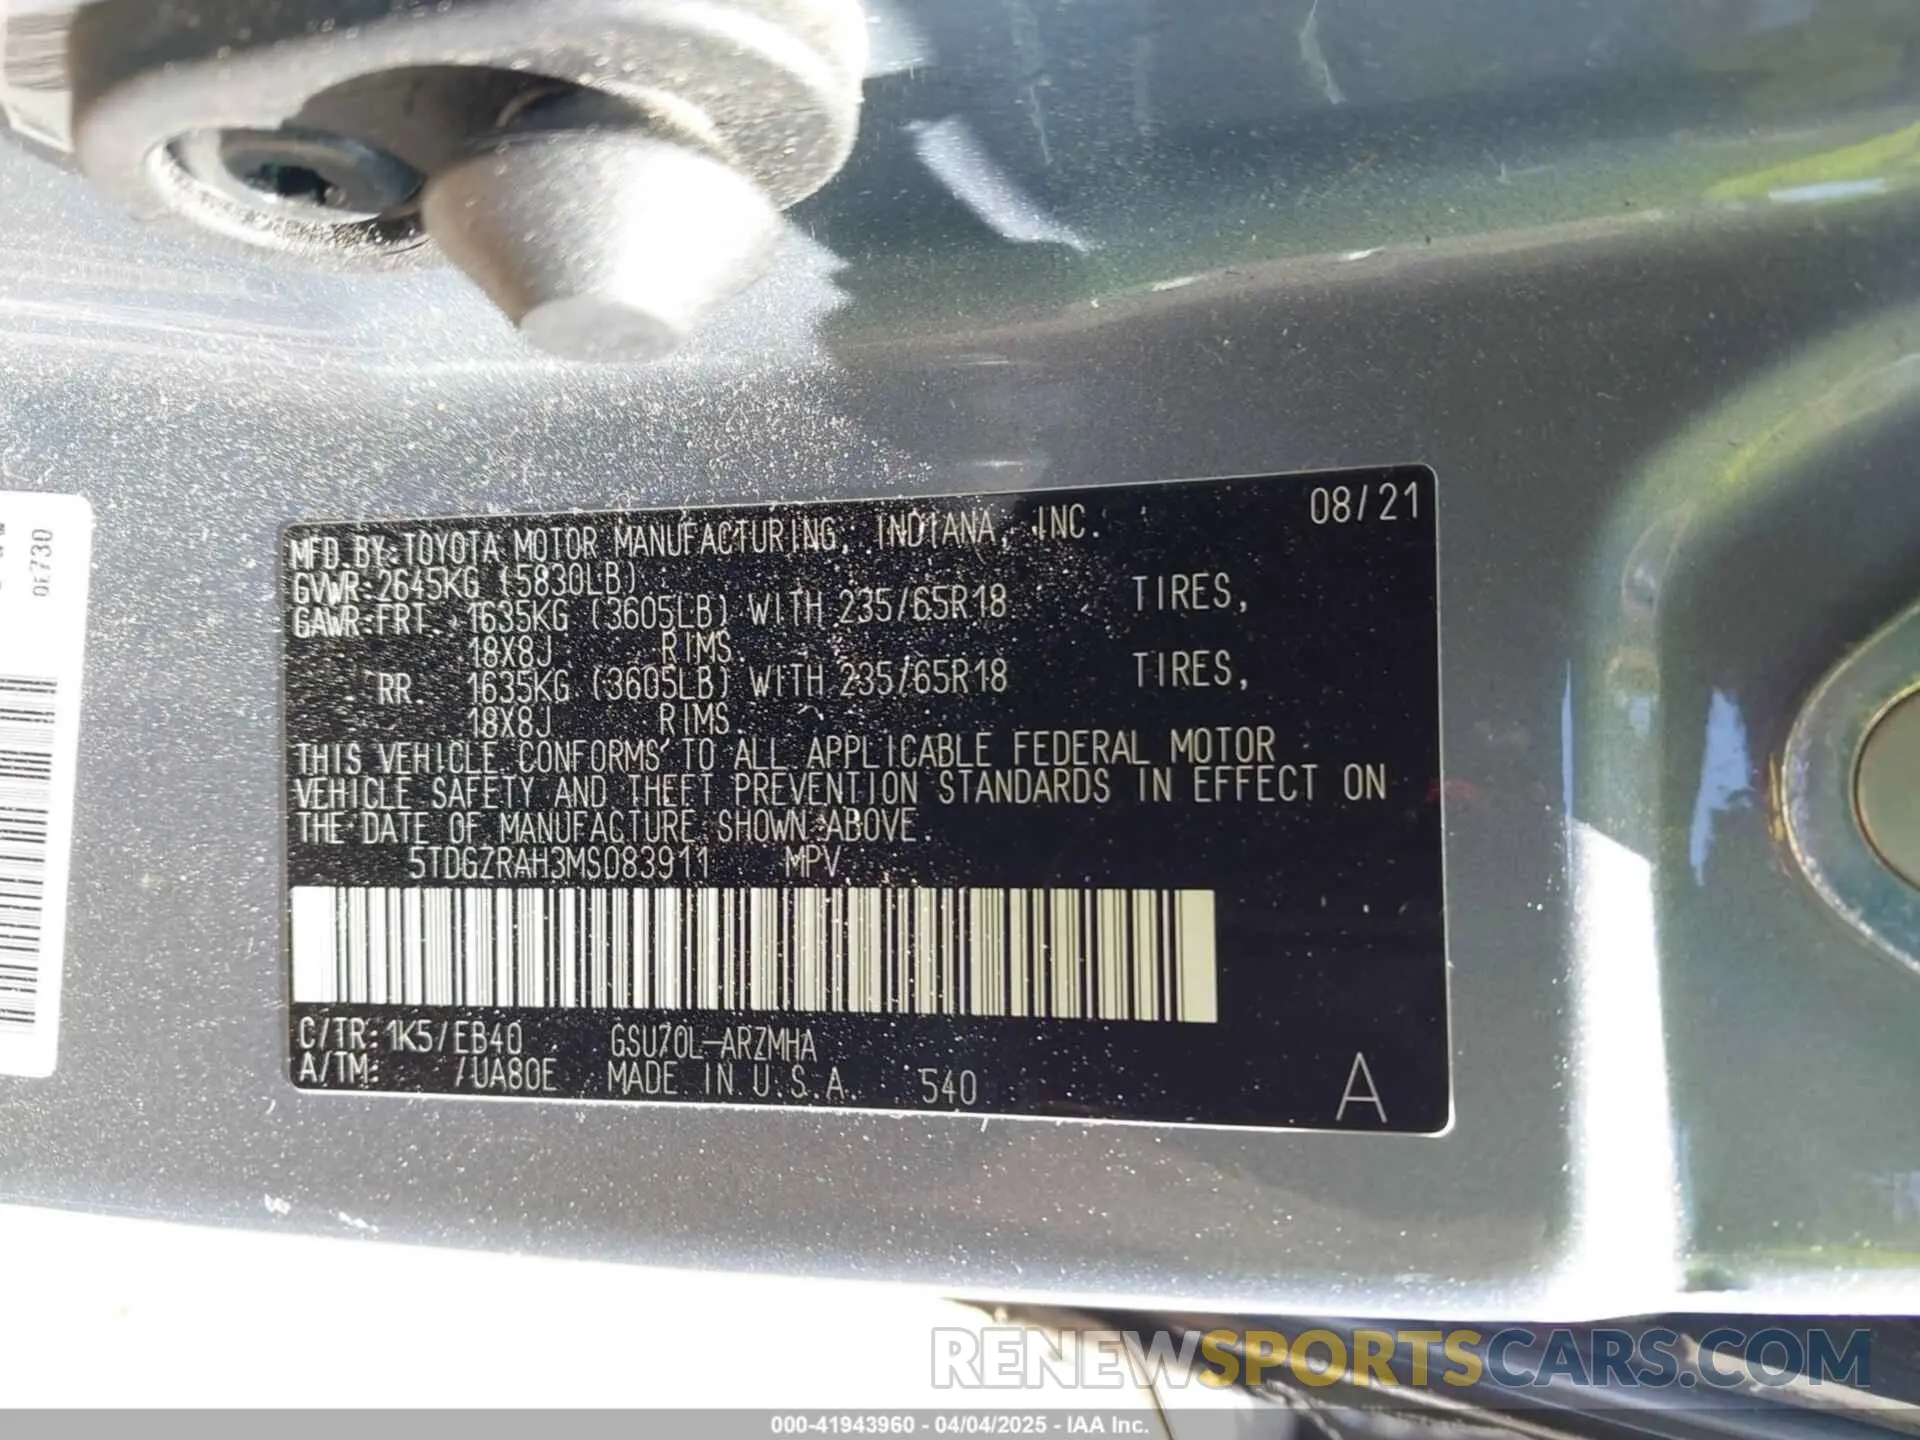 08/21
MFD.BY:TOYOTA MOTOR MANUFACTURING, INDIANA, INC.
GVWR:2645KG (5830LB)
GAWR:FRT. 1635KG (3605LB) WITH 235/65R18 TIRES,
18X8J RIMS.
RR. 1635KG (3605LB) WITH 235/65R18 TIRES,
18X8J RIMS.
THIS VEHICLE CONFORMS TO ALL APPLICABLE FEDERAL MOTOR
VEHICLE SAFETY AND THEFT PREVENTION STANDARDS IN EFFECT ON
THE DATE OF MANUFACTURE SHOWN ABOVE.
5TDGZRAH3MS083911 MPV
C/TR:1K5/EB40 GSU70L-ARZMHA
A/TM: /UA80E MADE IN U.S.A. 540
A
0E730
RENEWSPORTSCARS.COM
000-41943960 - 04/04/2025 - IAA Inc.